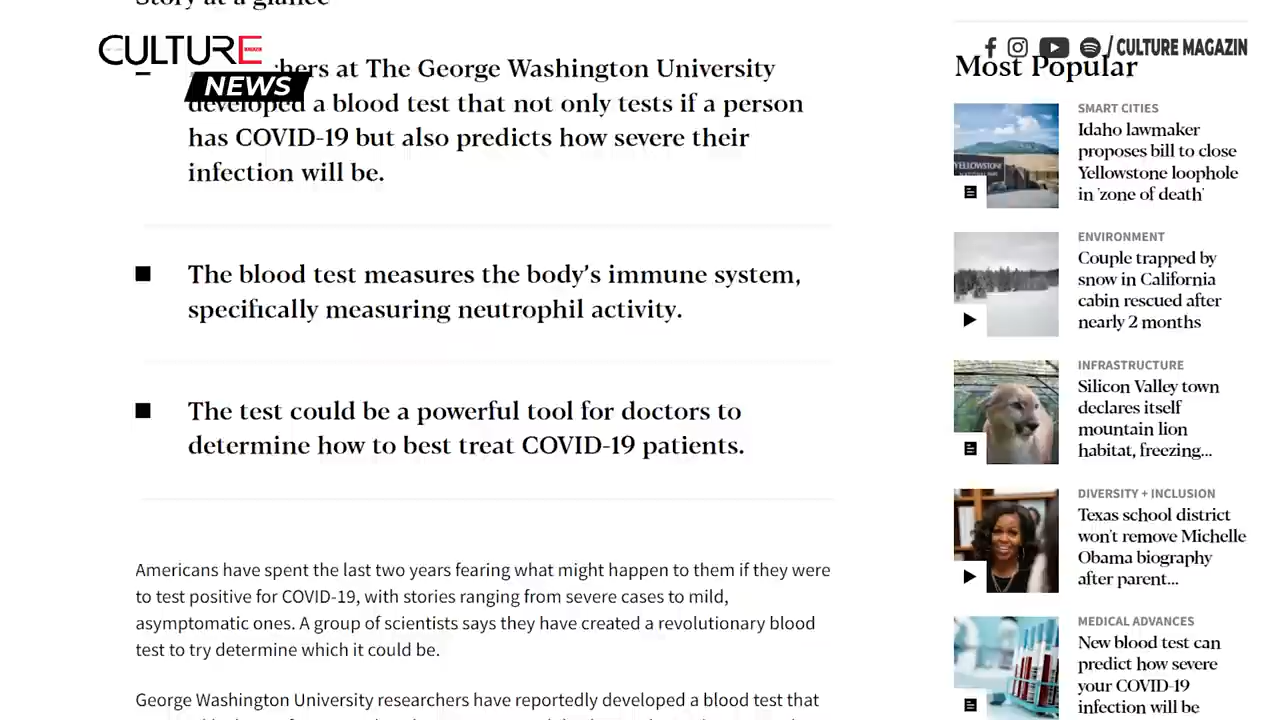 Story at a glance
CULTURE
NEWS
/ CULTURE MAGAZIN
hers at The George Washington University
developed a blood test that not only tests if a person
has COVID-19 but also predicts how severe their
infection will be.
The blood test measures the body's immune system,
specifically measuring neutrophil activity.
The test could be a powerful tool for doctors to
determine how to best treat COVID-19 patients.
Americans have spent the last two years fearing what might happen to them if they were
to test positive for COVID-19, with stories ranging from severe cases to mild,
asymptomatic ones. A group of scientists says they have created a revolutionary blood
test to try determine which it could be.
George Washington University researchers have reportedly developed a blood test that
Most Popular
SMART CITIES
Idaho lawmaker
proposes bill to close
Yellowstone loophole
in 'zone of death'
YELLOWSTONE
NATIONAL PARK
ENVIRONMENT
Couple trapped by
snow in California
cabin rescued after
nearly 2 months
INFRASTRUCTURE
Silicon Valley town
declares itself
mountain lion
habitat, freezing...
DIVERSITY + INCLUSION
Texas school district
won't remove Michelle
Obama biography
after parent...
MEDICAL ADVANCES
New blood test can
predict how severe
your COVID-19
infection will be